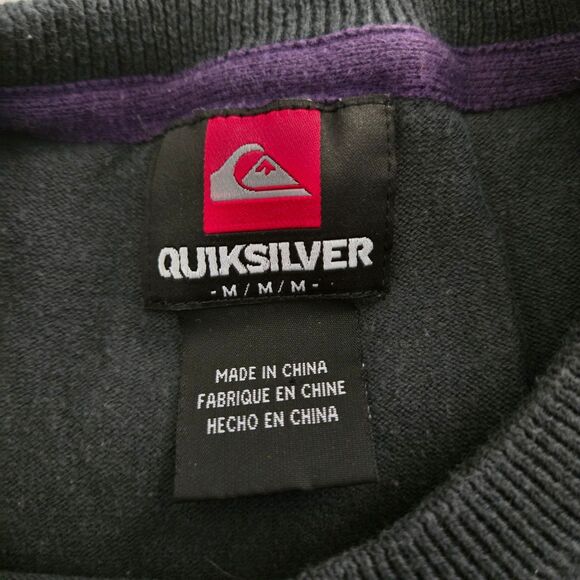 QUIKSILVER
-M/M/M-
MADE IN CHINA
FABRIQUE EN CHINE
HECHO EN CHINA